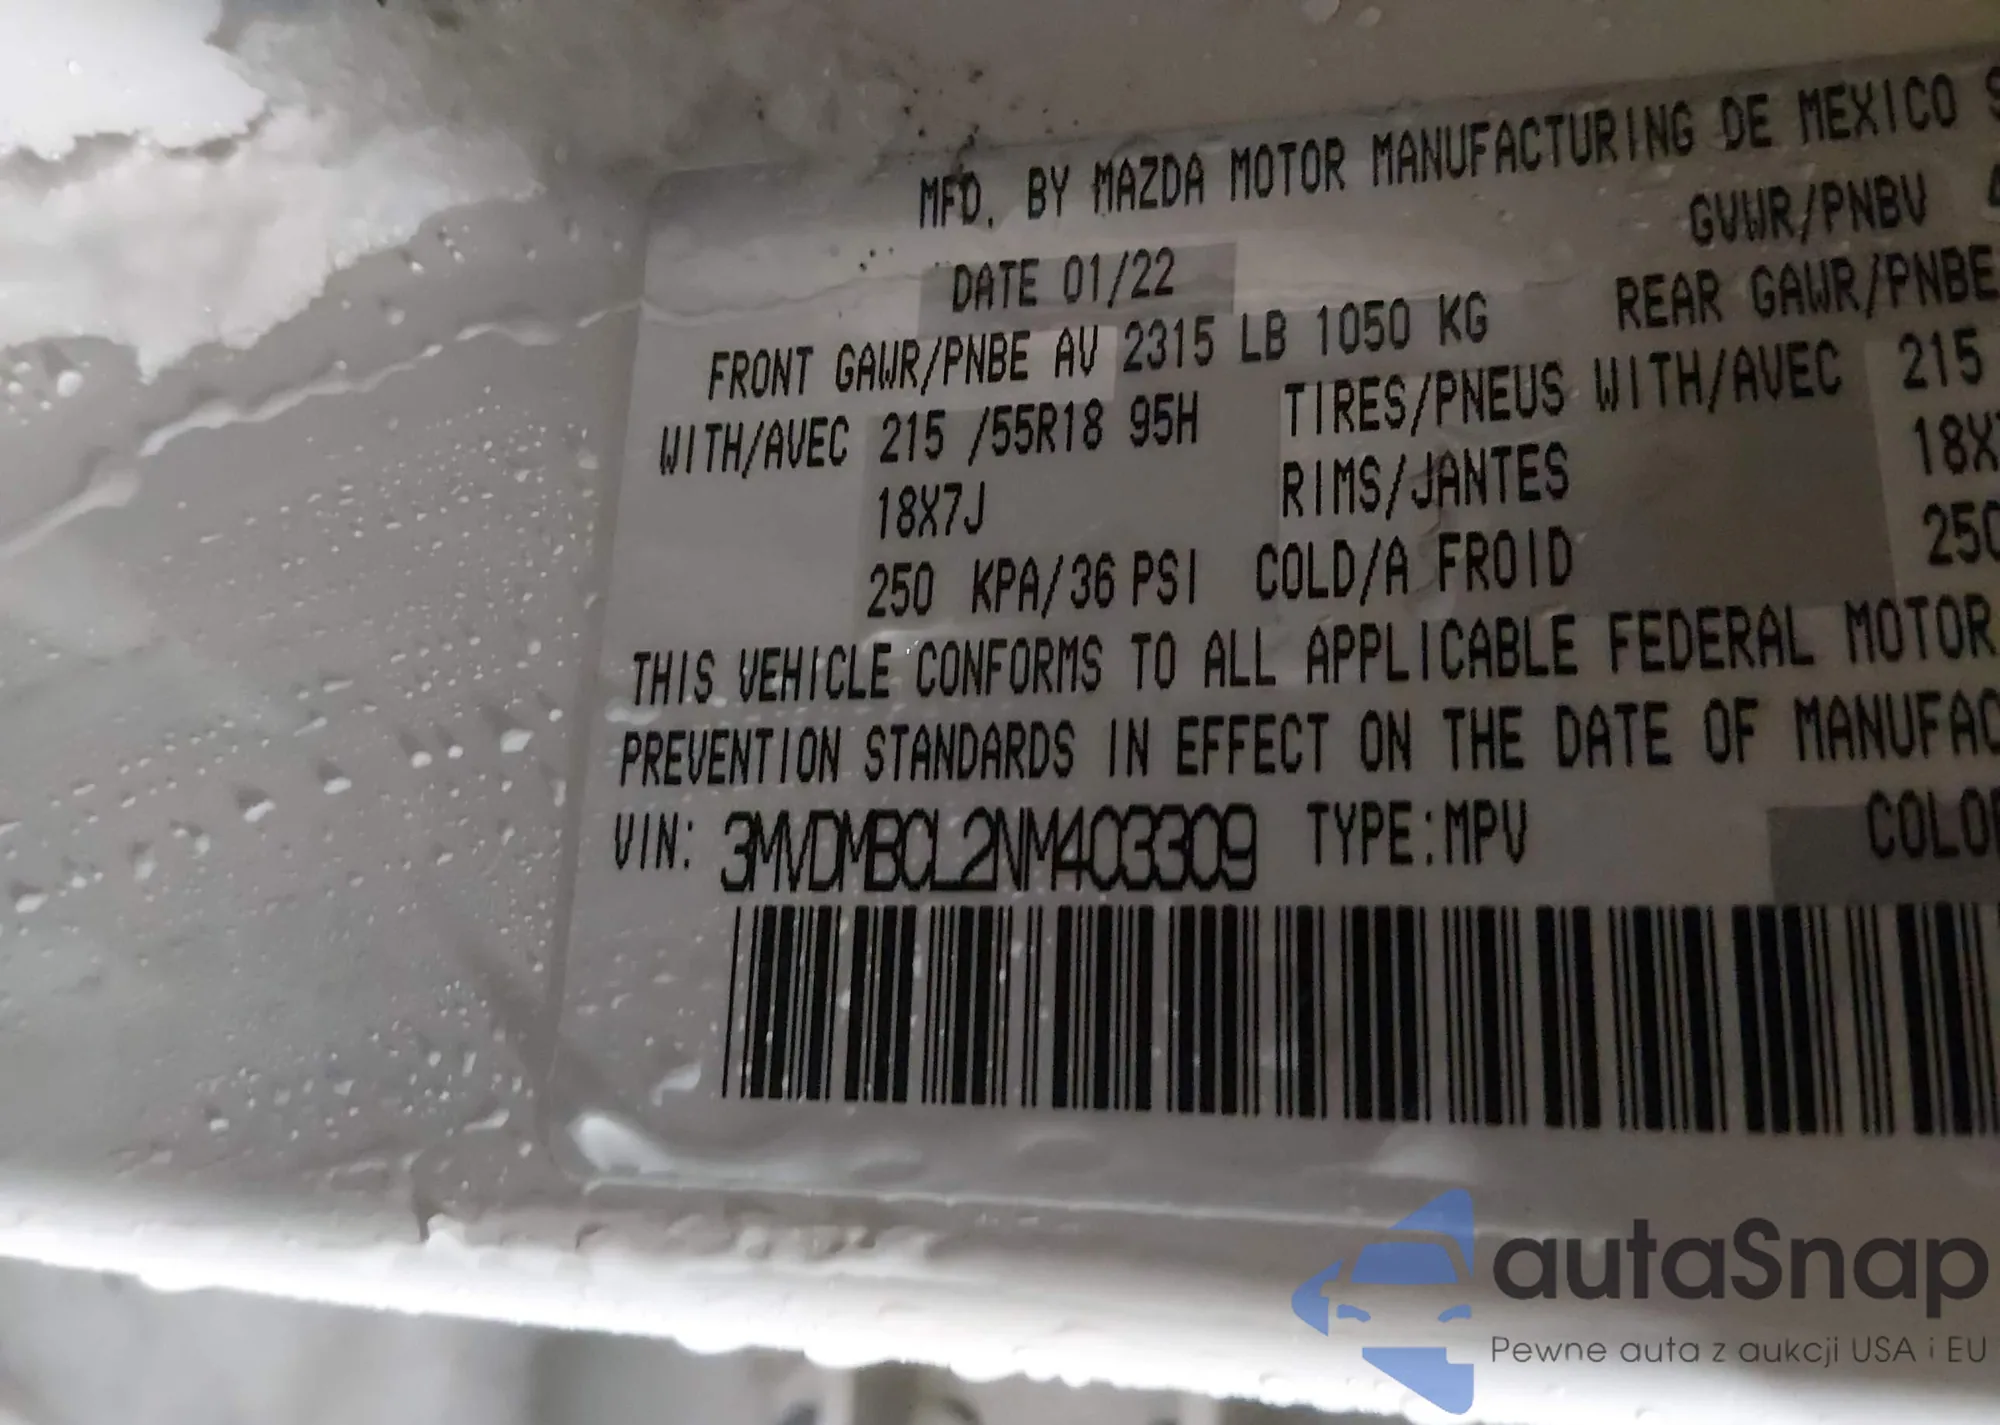 MFD. BY MAZDA MOTOR MANUFACTURING DE MEXICO
DATE 01/22 GVWR/PNBV
FRONT GAWR/PNBE AV 2315 LB 1050 KG REAR GAWR/PNBE
WITH/AVEC 215 /55R18 95H TIRES/PNEUS WITH/AVEC 215
18X7J RIMS/JANTES 18X
250 KPA/36 PSI COLD/A FROID 250
THIS VEHICLE CONFORMS TO ALL APPLICABLE FEDERAL MOTOR
PREVENTION STANDARDS IN EFFECT ON THE DATE OF MANUFAC
VIN: 3MVDMBCL2NM403309 TYPE:MPV COLO
autaSnap
Pewne auta z aukcji USA i EU